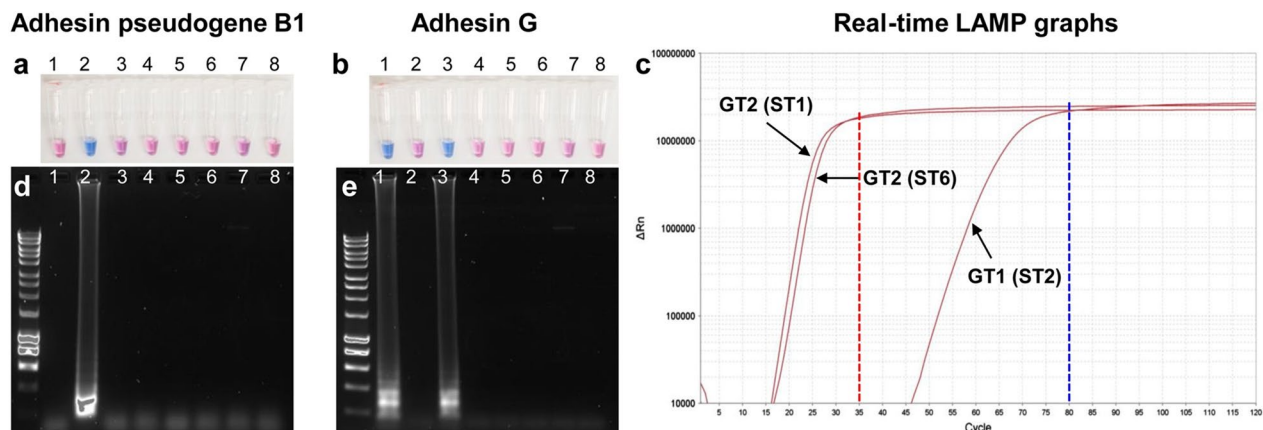 Adhesin pseudogene B1
Adhesin G
Real-time LAMP graphs
a
1 2 3 4 5 6 7 8
b
1 2 3 4 5 6 7 8
c
d
1 2 3 4 5 6 7 8
e
1 2 3 4 5 6 7 8
100000000
10000000
1000000
100000
10000
ΔRn
GT2 (ST1)
GT2 (ST6)
GT1 (ST2)
5 10 15 20 25 30 35 40 45 50 55 60 65 70 75 80 85 90 95 100 105 110 115 120
Cycle